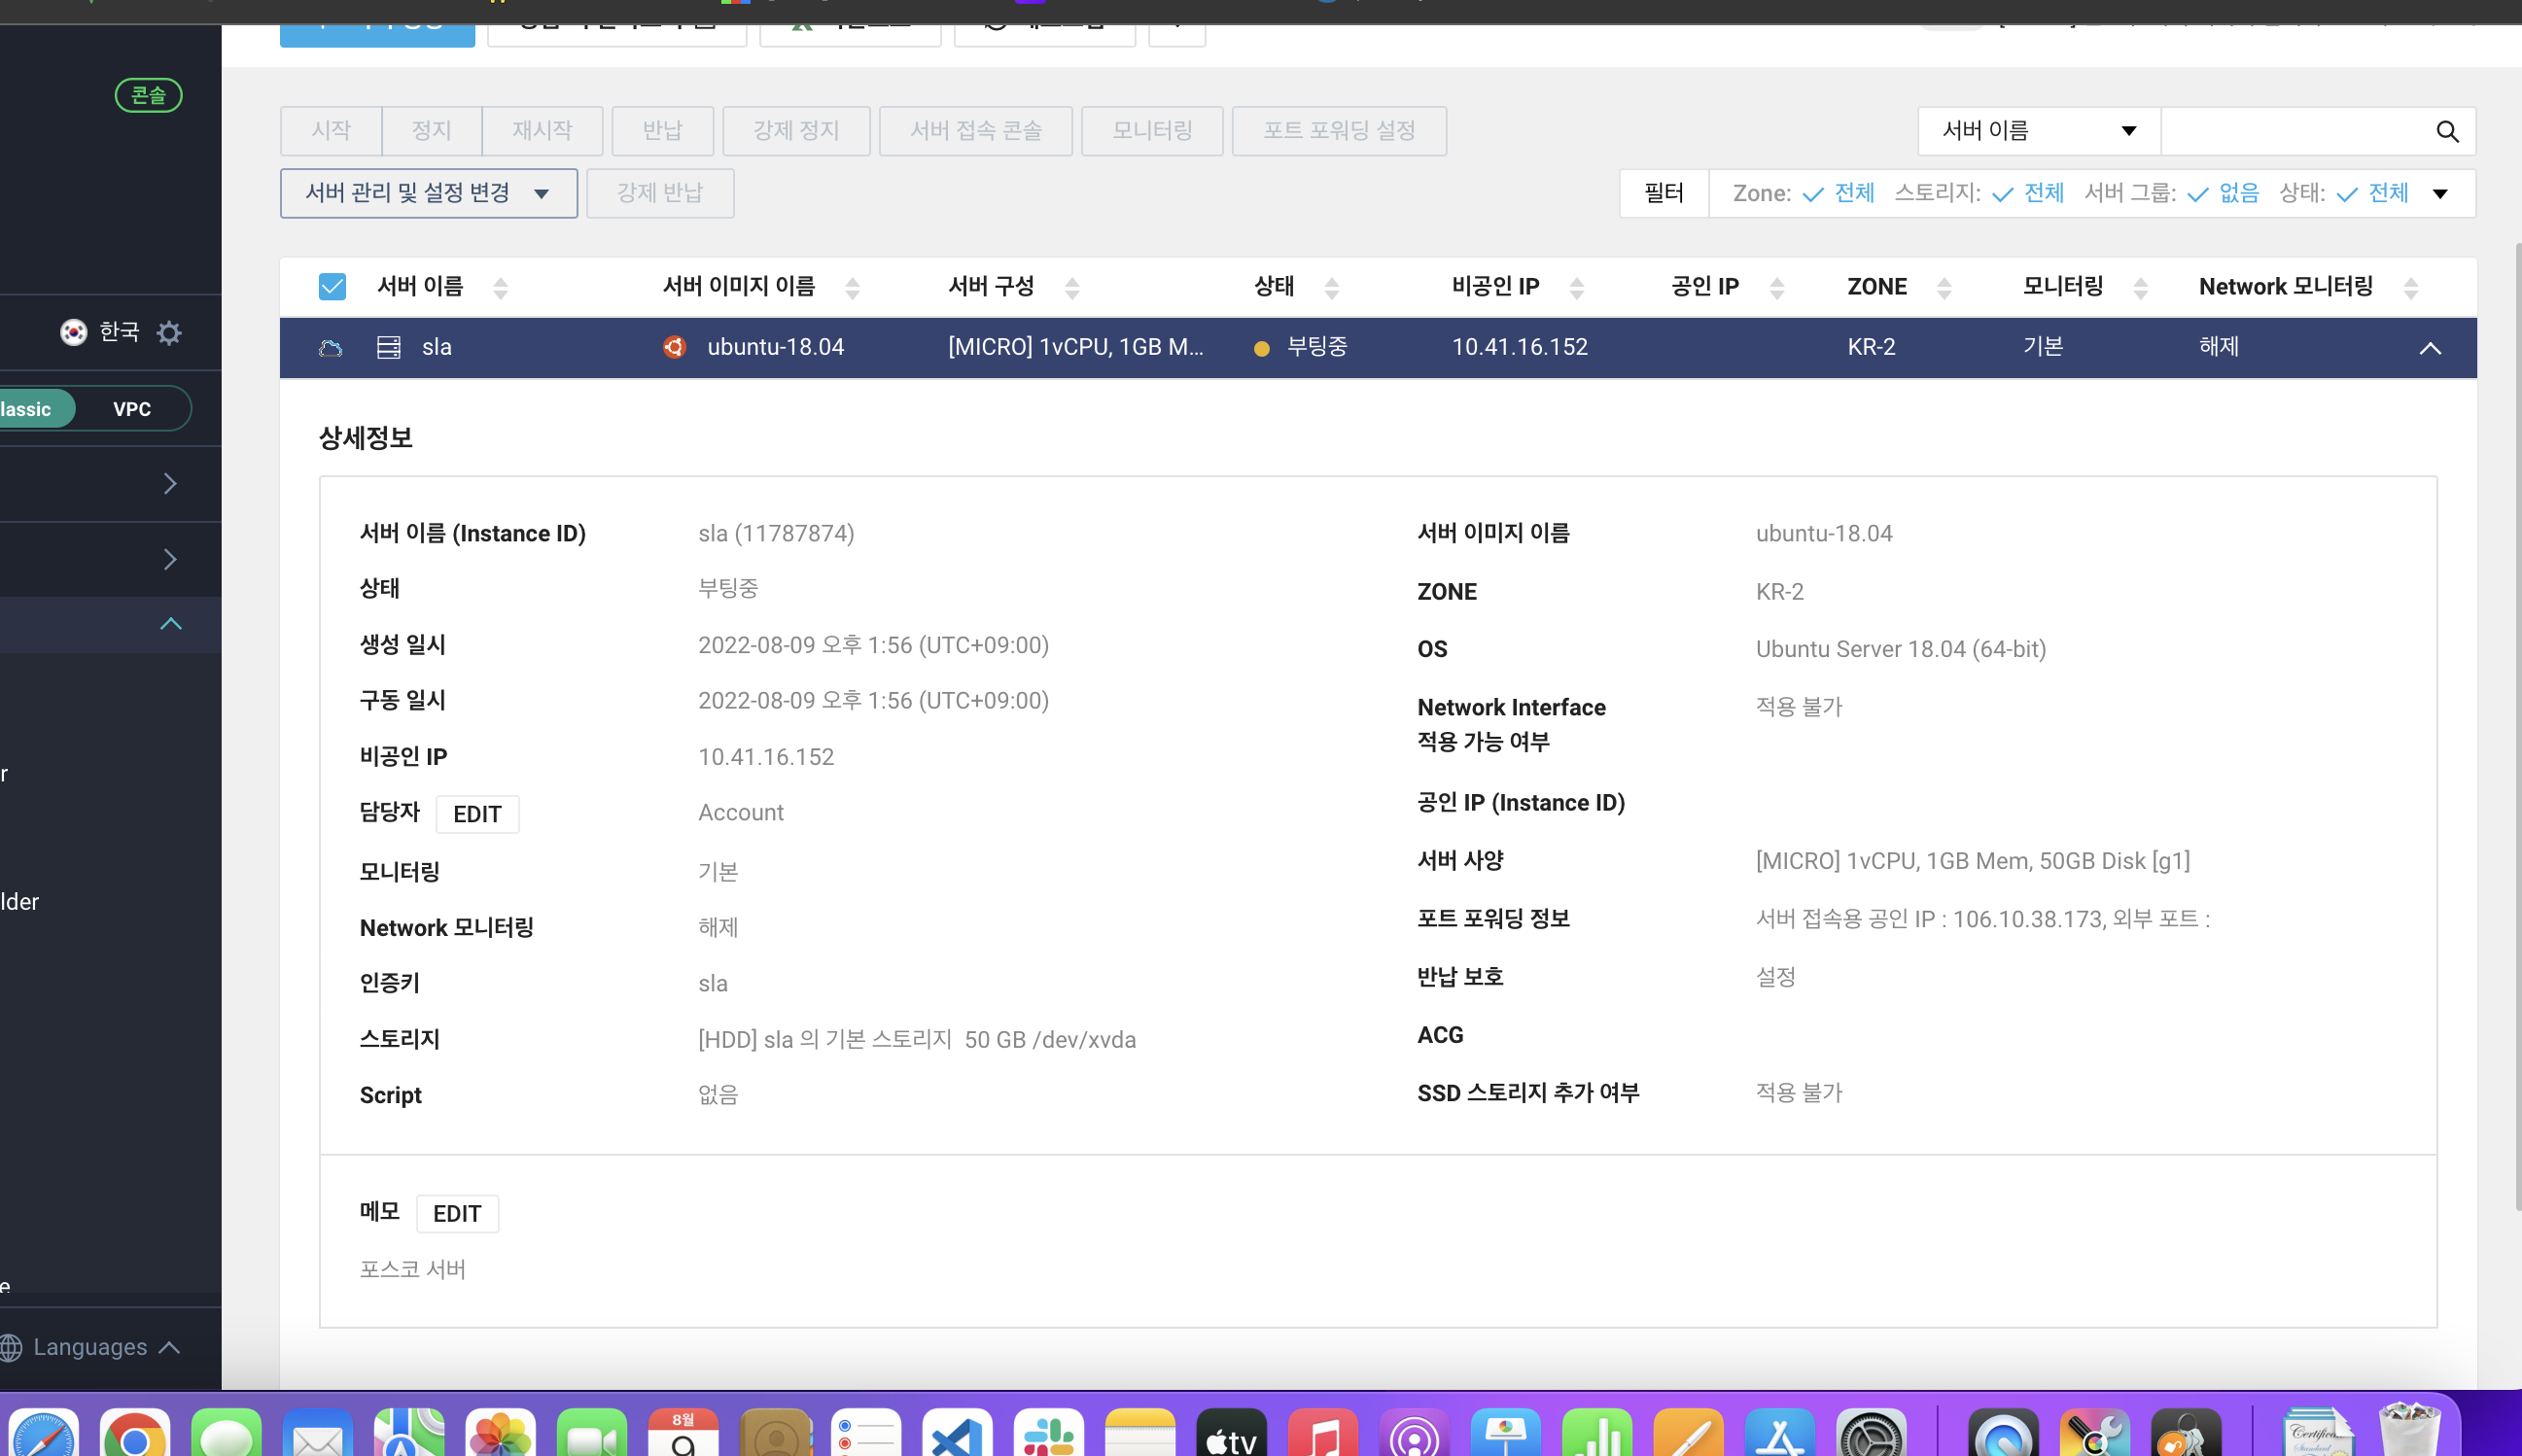 콘솔
시작 정지 재시작 반납 강제 정지 서버 접속 콘솔 모니터링 포트 포워딩 설정 서버 이름
서버 관리 및 설정 변경 강제 반납 필터 Zone: 전체 스토리지: 전체 서버 그룹: 없음 상태: 전체
서버 이름 서버 이미지 이름 서버 구성 상태 비공인 IP 공인 IP ZONE 모니터링 Network 모니터링
한국 sla ubuntu-18.04 [MICRO] 1vCPU, 1GB M... 부팅중 10.41.16.152 KR-2 기본 해제
lassic VPC
상세정보
서버 이름 (Instance ID) sla (11787874)
상태 부팅중
생성 일시 2022-08-09 오후 1:56 (UTC+09:00)
구동 일시 2022-08-09 오후 1:56 (UTC+09:00)
비공인 IP 10.41.16.152
담당자 EDIT Account
모니터링 기본
Network 모니터링 해제
인증키 sla
스토리지 [HDD] sla 의 기본 스토리지 50 GB /dev/xvda
Script 없음
서버 이미지 이름 ubuntu-18.04
ZONE KR-2
OS Ubuntu Server 18.04 (64-bit)
Network Interface 적용 불가
적용 가능 여부
공인 IP (Instance ID)
서버 사양 [MICRO] 1vCPU, 1GB Mem, 50GB Disk [g1]
포트 포워딩 정보 서버 접속용 공인 IP : 106.10.38.173, 외부 포트 :
반납 보호 설정
ACG
SSD 스토리지 추가 여부 적용 불가
메모 EDIT
포스코 서버
r
lder
e
Languages
8월
9
tv